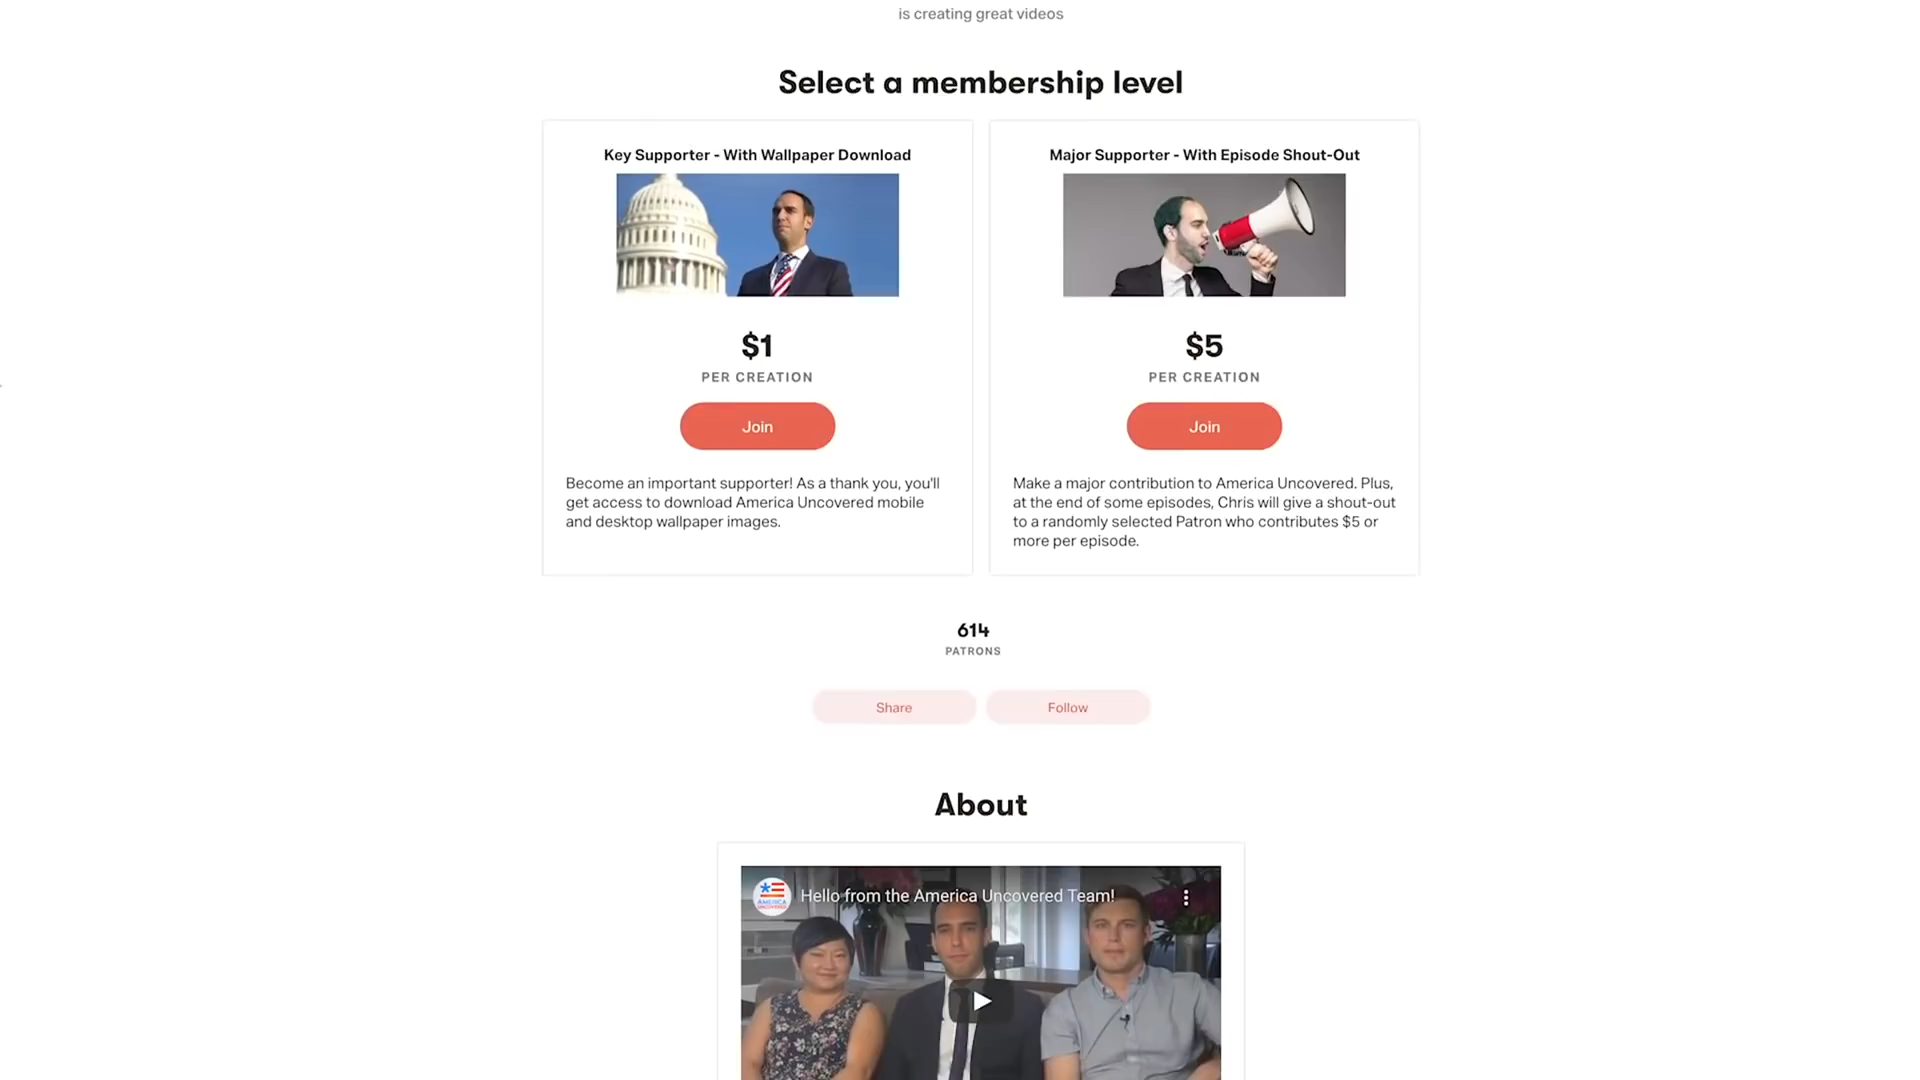 is creating great videos
Select a membership level
Key Supporter - With Wallpaper Download
$1
PER CREATION
Join
Become an important supporter! As a thank you, you'll
get access to download America Uncovered mobile
and desktop wallpaper images.
Major Supporter - With Episode Shout-Out
$5
PER CREATION
Join
Make a major contribution to America Uncovered. Plus,
at the end of some episodes, Chris will give a shout-out
to a randomly selected Patron who contributes $5 or
more per episode.
614
PATRONS
Share
Follow
About
AMERICA
UNCOVERED
Hello from the America Uncovered Team!